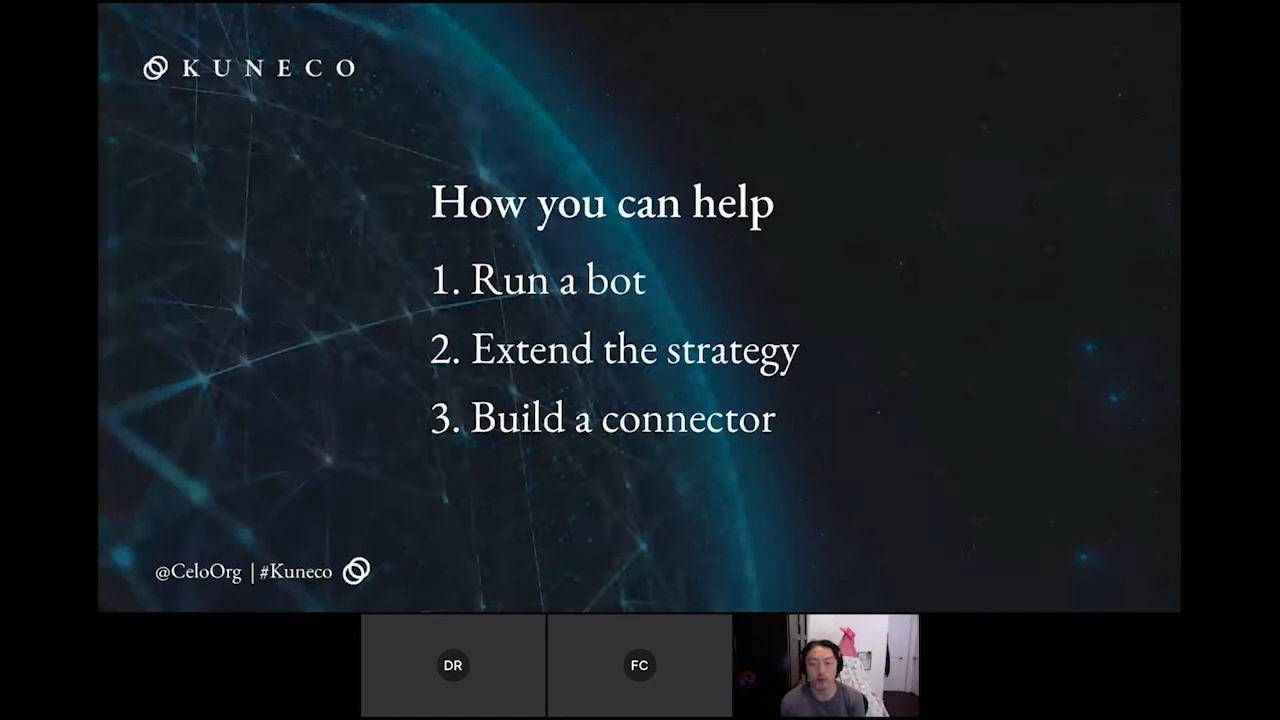 KUNECO
How you can help
1. Run a bot
2. Extend the strategy
3. Build a connector
@CeloOrg | #Kuneco
DR
FC